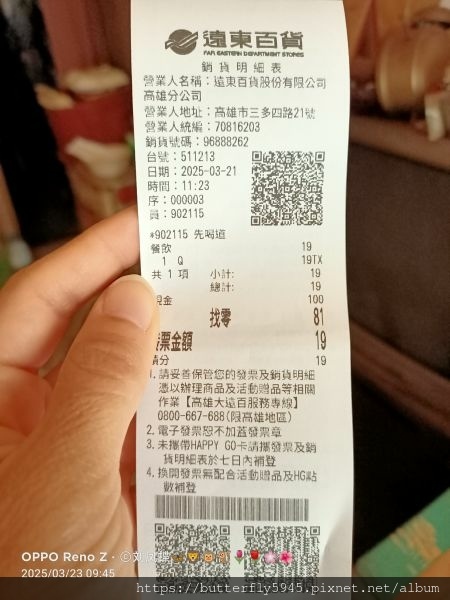 遠東百貨
FAR EASTERN DEPARTMENT STORES
銷貨明細表
營業人名稱：遠東百貨股份有限公司
高雄分公司
營業人地址：高雄市三多四路21號
營業人統編：70816203
銷貨號碼：96888262
台號：511213
日期：2025-03-21
時間：11:23
序：000003
員：902115
*902115 先喝道
餐飲 19
1 Q 19TX
共 1 項 小計: 19
總計: 19
現金 100
找零 81
發票金額 19
積分 19
1.請妥善保管您的發票及銷貨明細
憑以辦理商品及活動贈品等相關
作業【高雄大遠百服務專線】
0800-667-688(限高雄地區)
2.電子發票恕不加蓋發票章
3.未攜帶HAPPY GO卡請攜發票及銷
貨明細表於七日內補登
4.換開發票無配合活動贈品及HG點
數補登
OPPO Reno Z · ©刘
2025/03/23 09:45
https://butterfly5945.pixnet.net/album